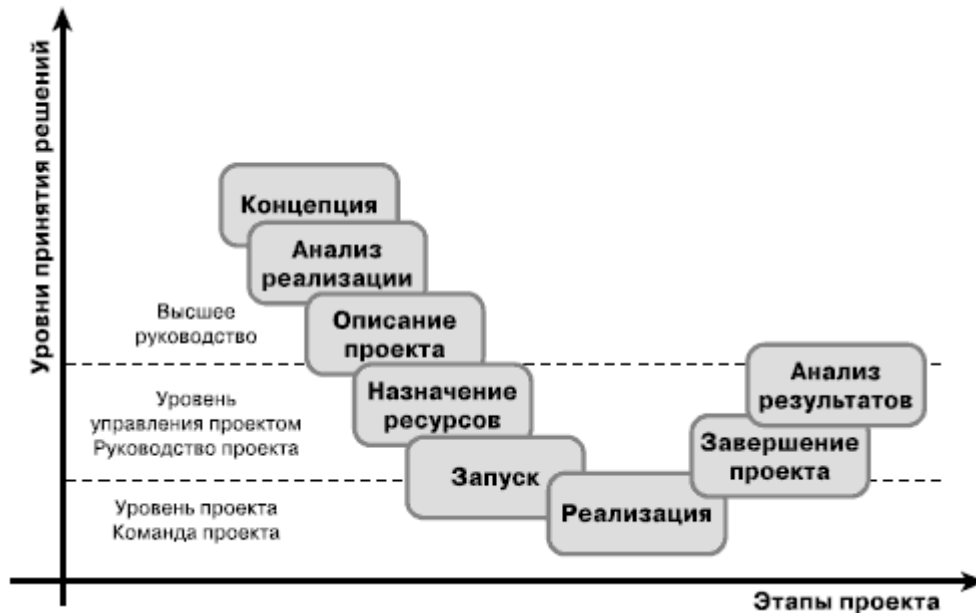 Уровни принятия решений
Концепция
Анализ
реализации
Высшее
руководство
Описание
проекта
Уровень
управления проектом
Руководство проекта
Назначение
ресурсов
Анализ
результатов
Завершение
проекта
Запуск
Уровень проекта
Команда проекта
Реализация
Этапы проекта